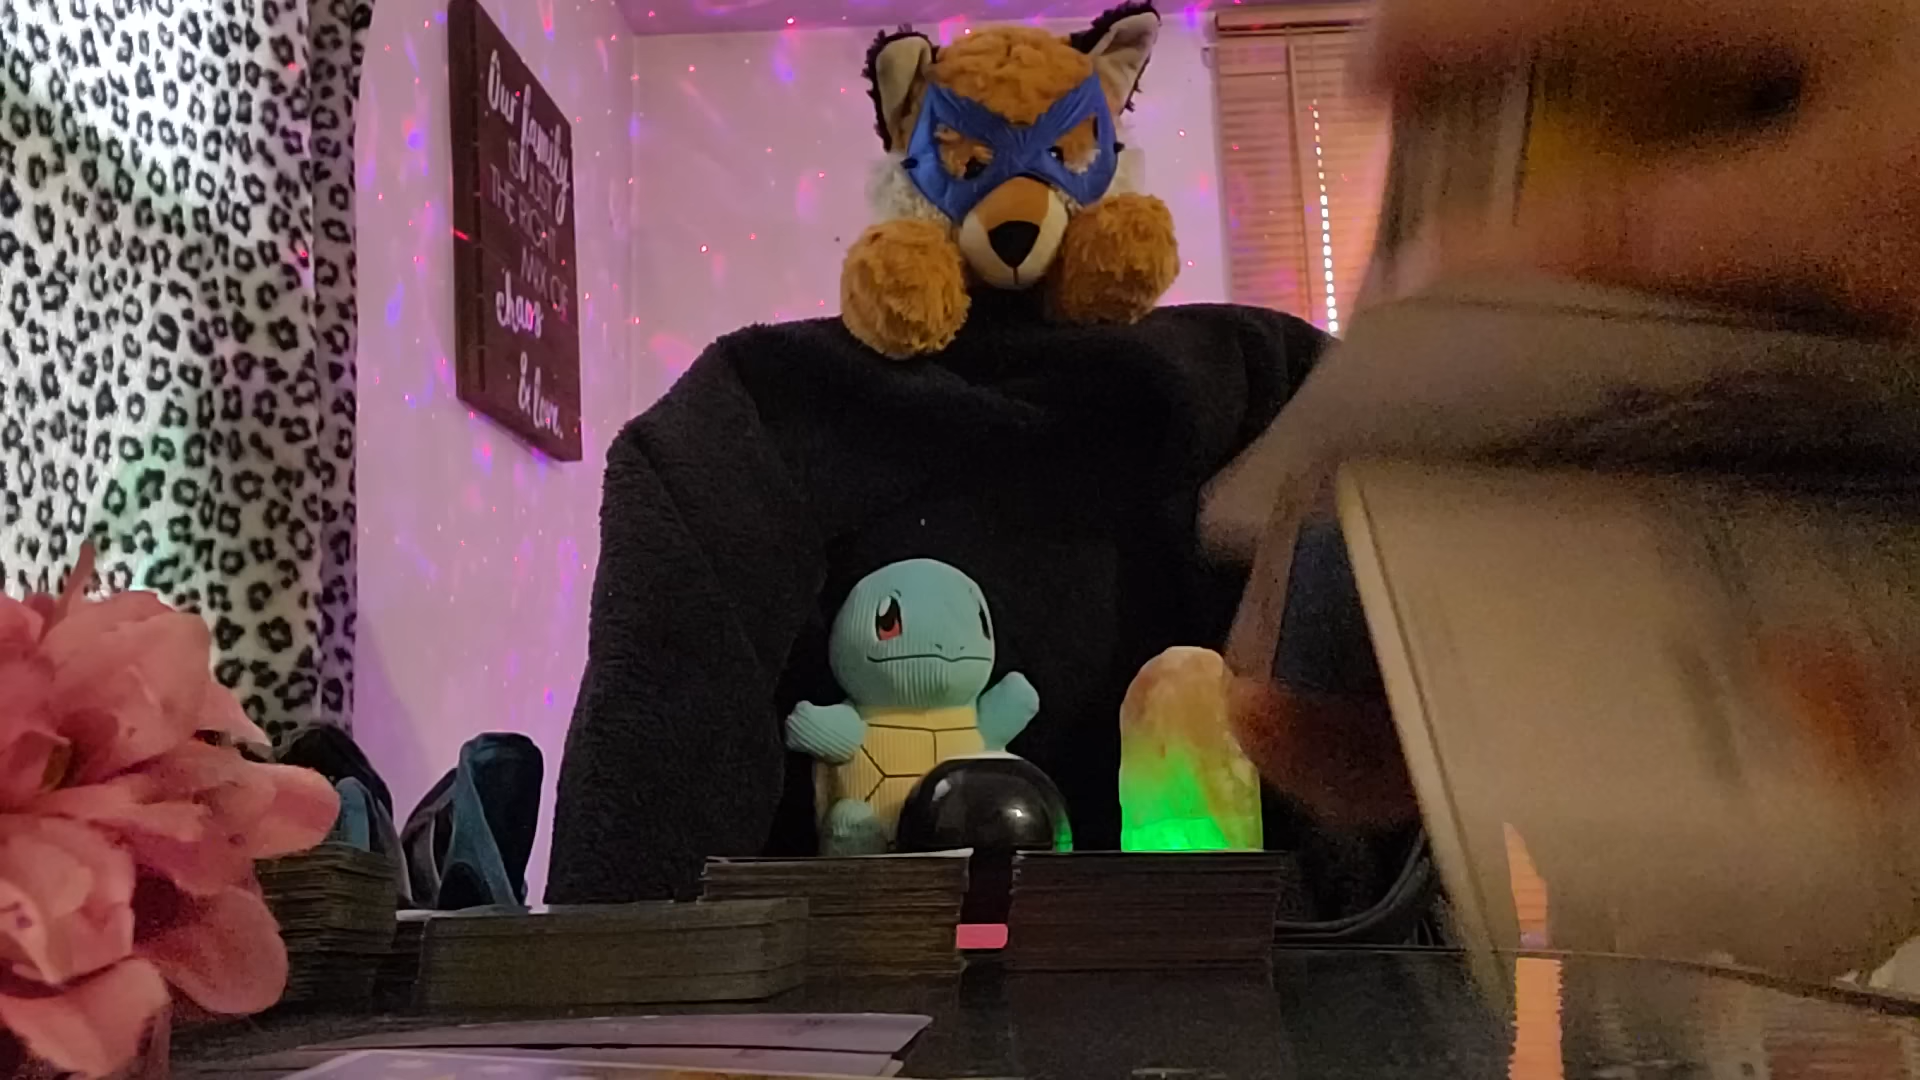 Our family
IS JUST
THE RIGHT
MIX OF
chaos
& love.